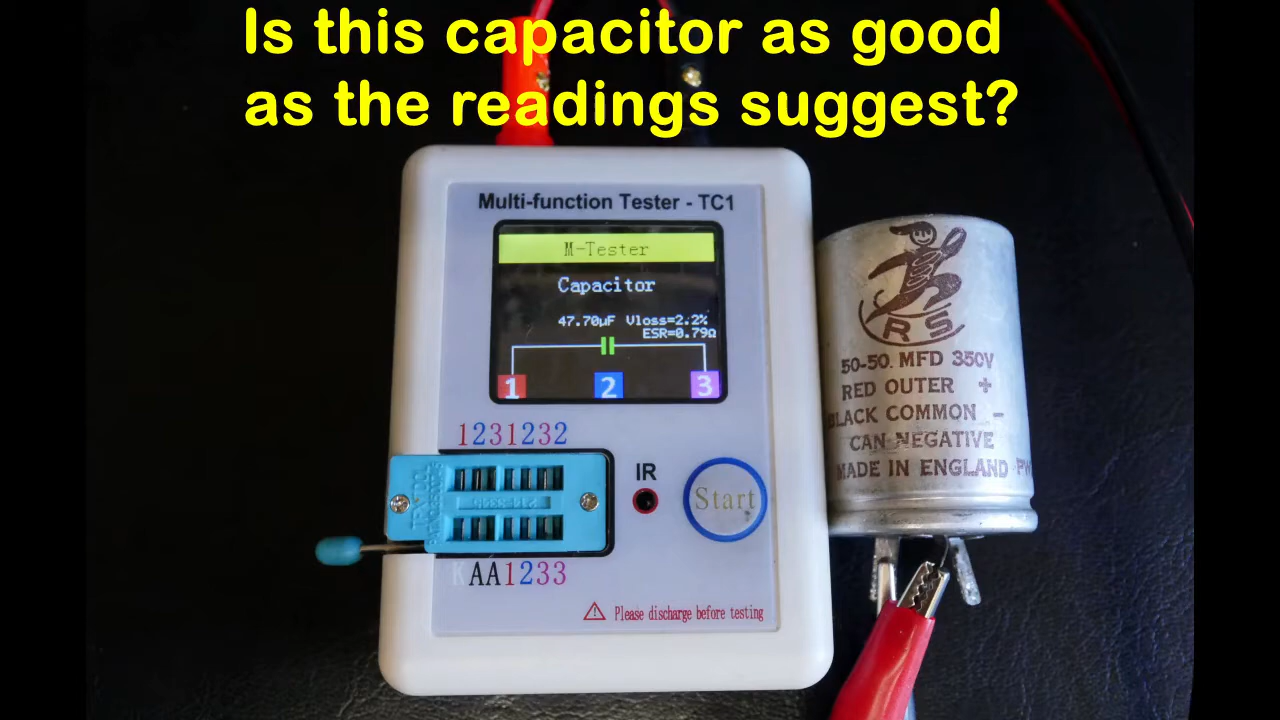 Is this capacitor as good
as the readings suggest?
Multi-function Tester - TC1
M-Tester
Capacitor
47.70µF Vloss=2.2%
ESR=0.79Ω
1 2 3
1231232
IR
Start
KAA1233
Please discharge before testing
RS
50-50. MFD 350V
RED OUTER +
BLACK COMMON -
CAN NEGATIVE
MADE IN ENGLAND